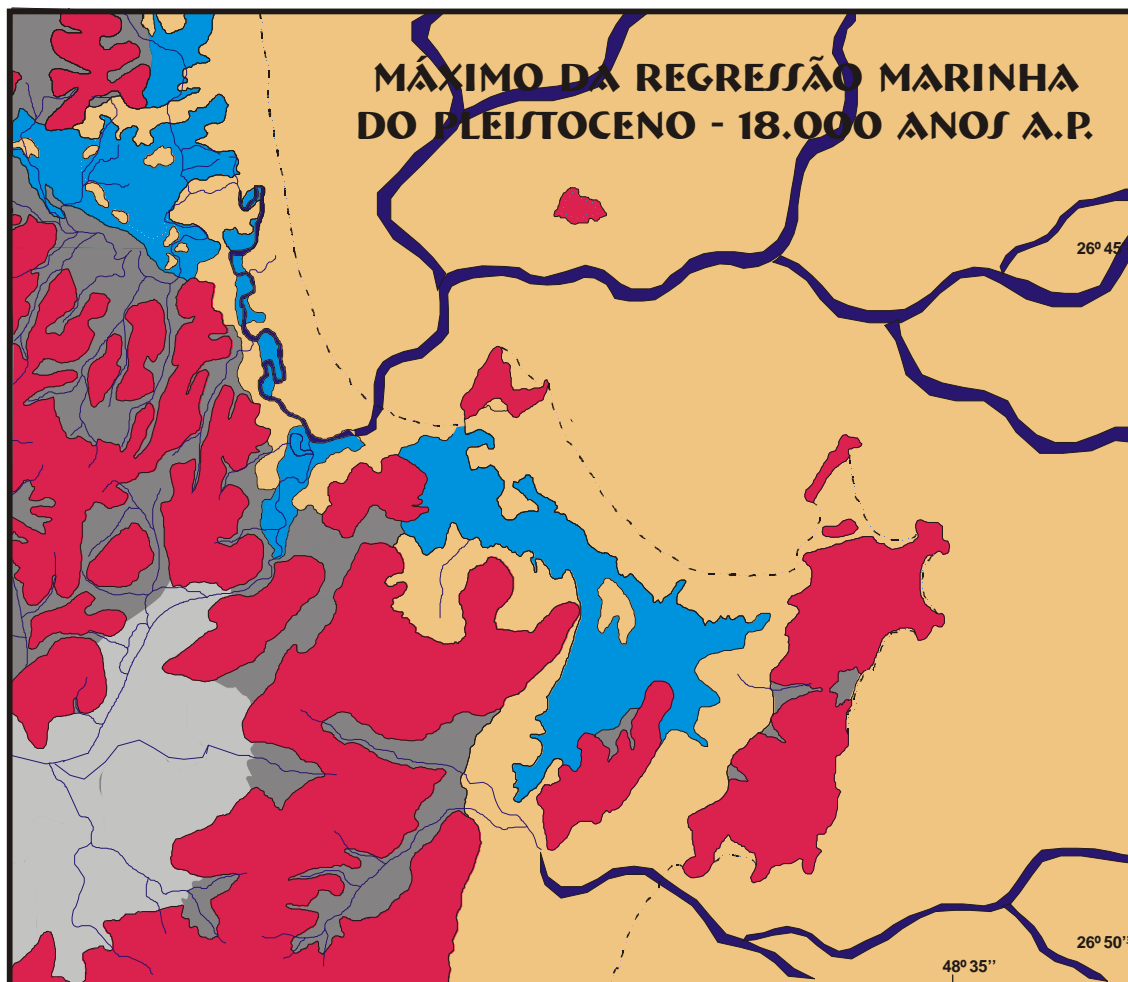 MÁXIMO DA REGRESSÃO MARINHA
DO PLEISTOCENO - 18.000 ANOS A.P.
26º 45
26º 50'
48º 35''